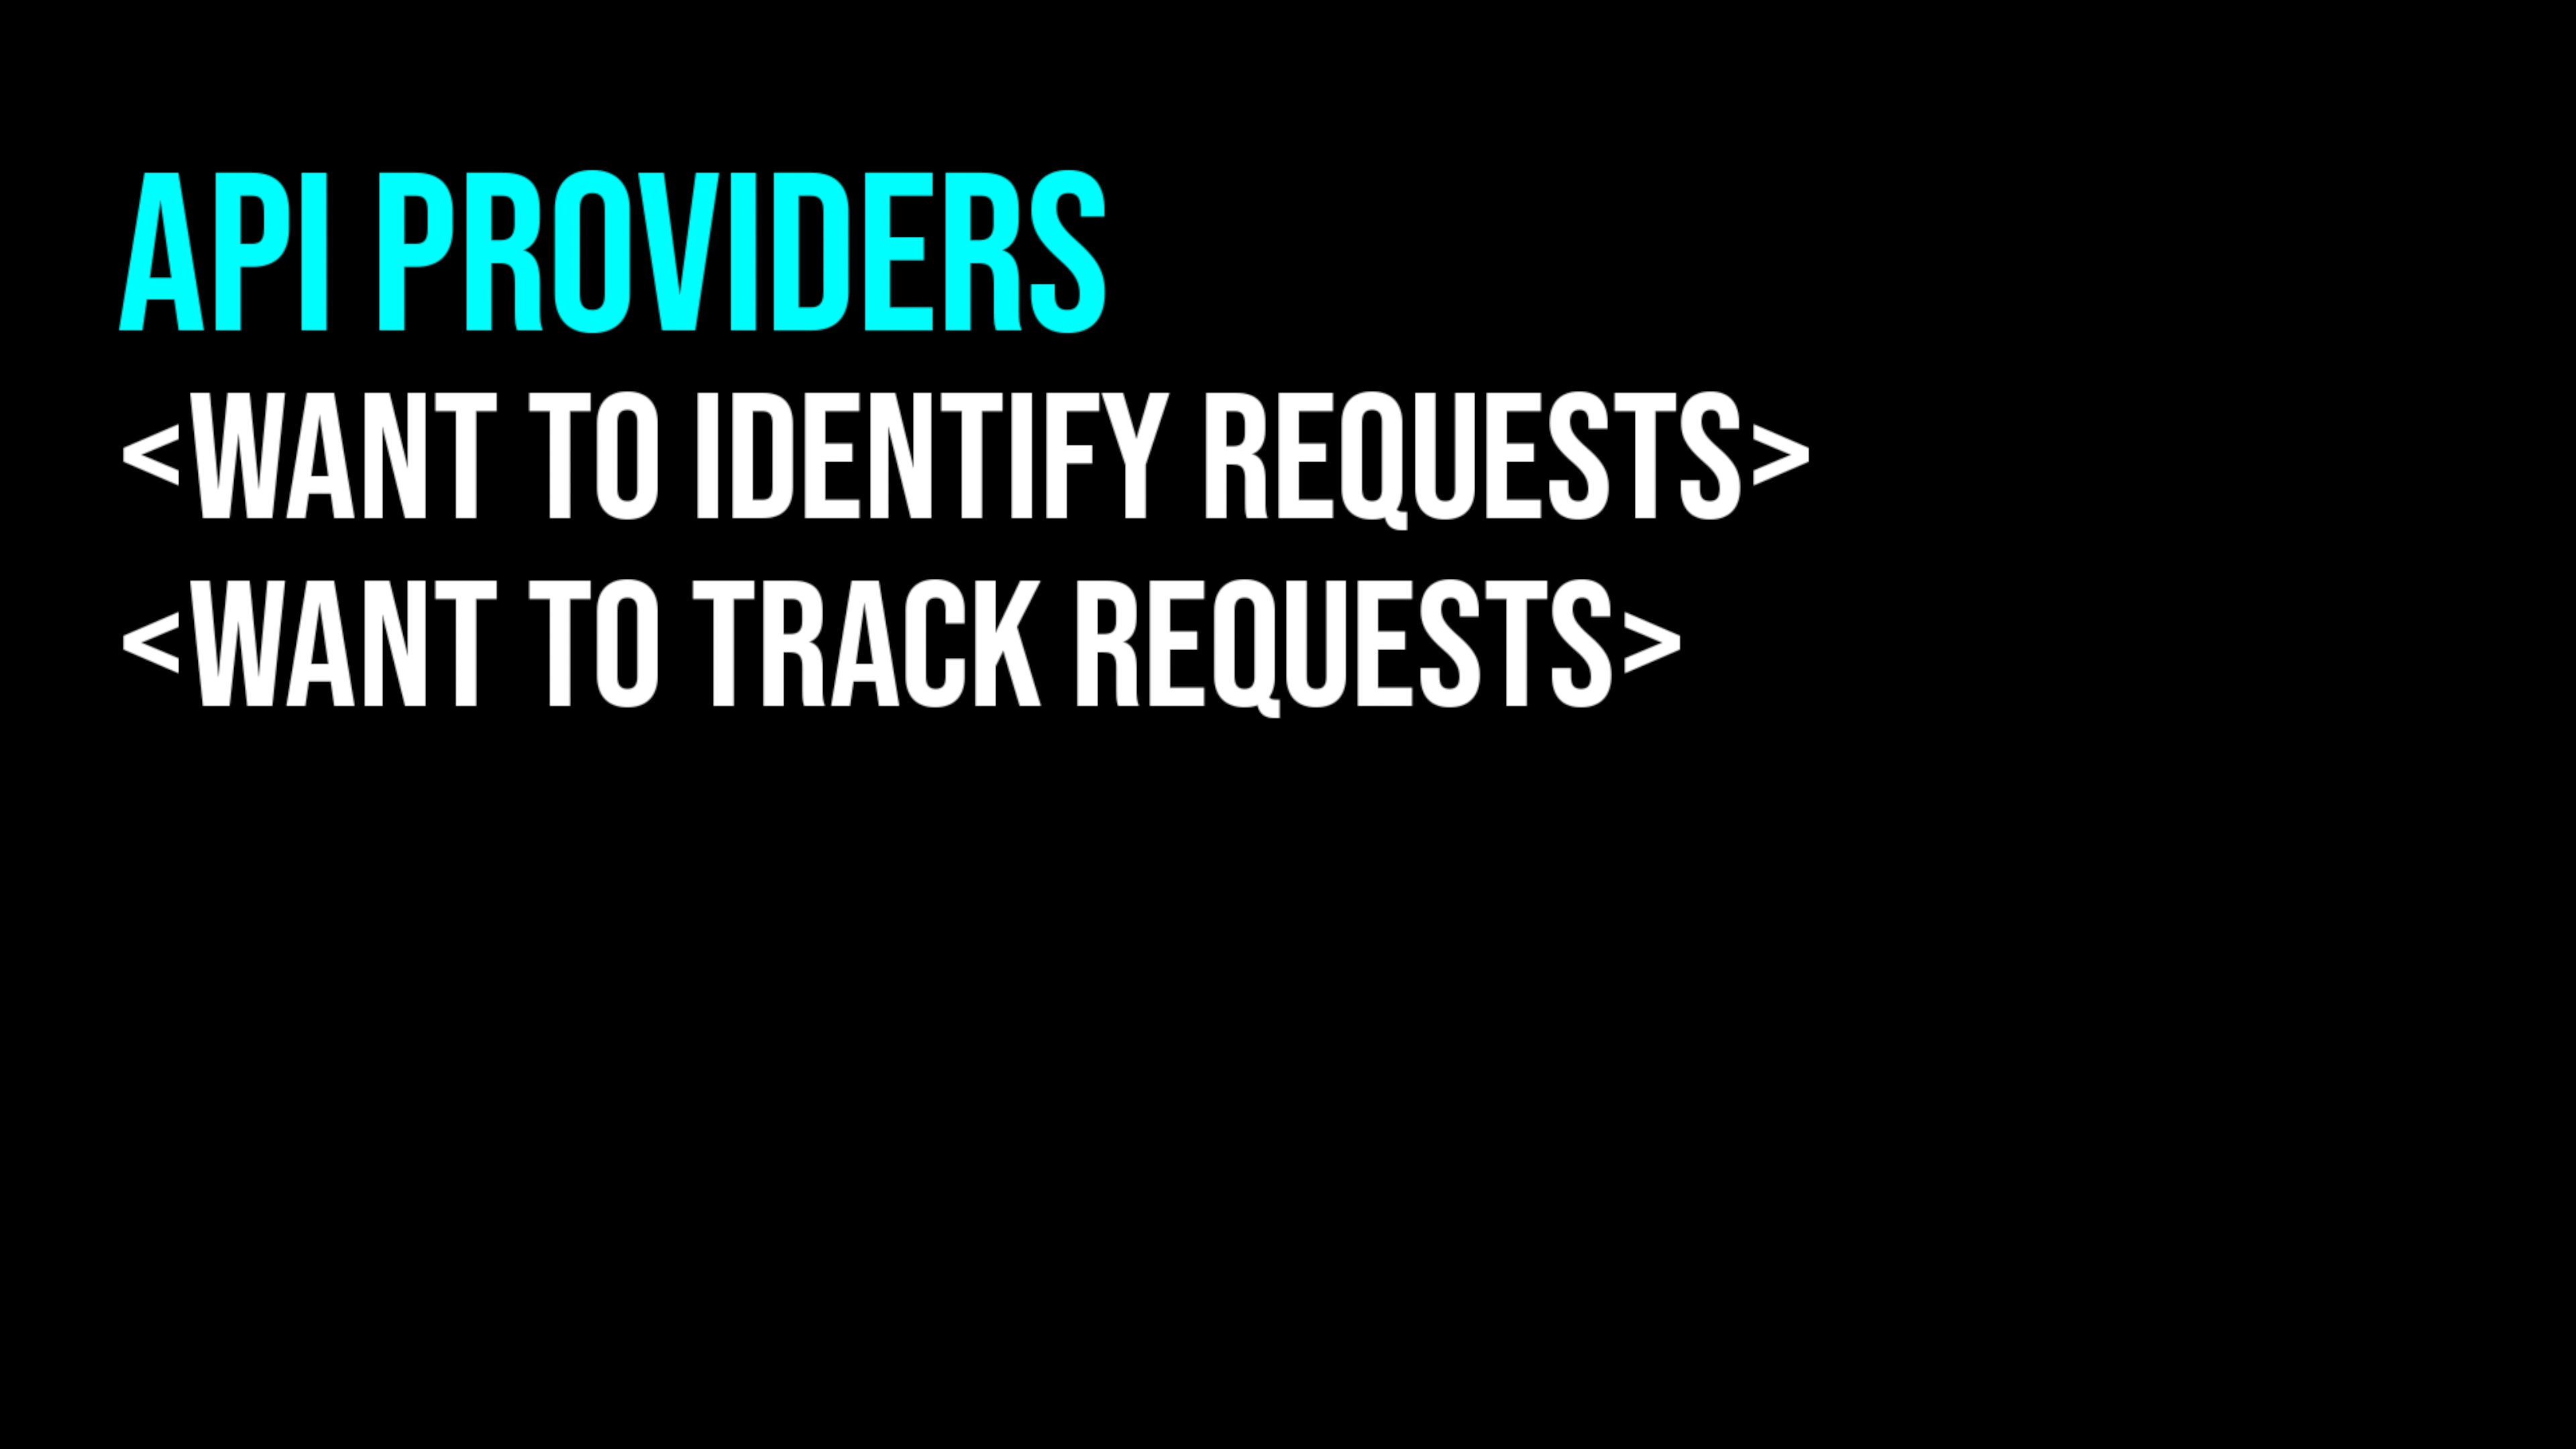 API PROVIDERS
<WANT TO IDENTIFY REQUESTS>
<WANT TO TRACK REQUESTS>